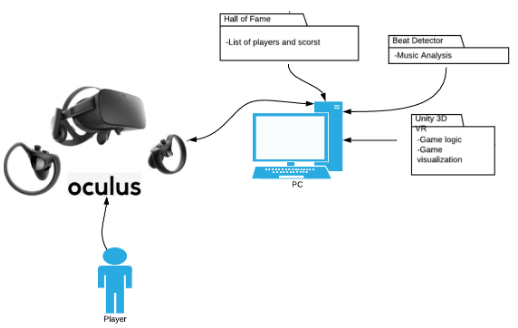 Hall of Fame
-List of players and scorst
Beat Detector
-Music Analysis
Unity 3D
VR
-Game logic
-Game
visualization
PC
oculus
Player